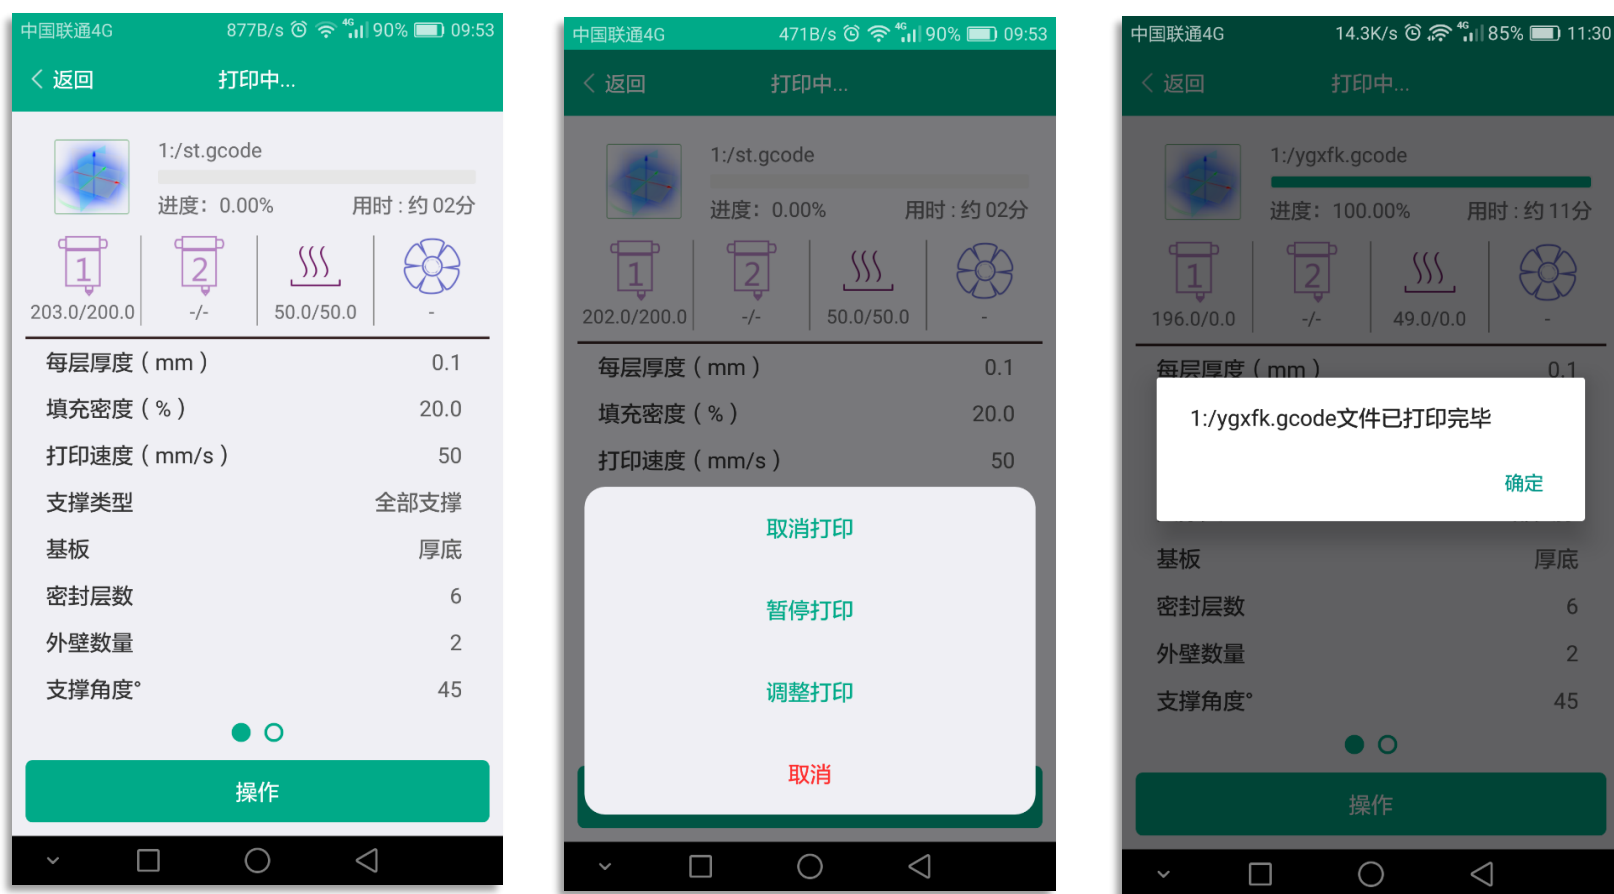 中国联通4G 877B/s 4G 90% 09:53
返回 打印中...
1:/st.gcode
进度：0.00% 用时 : 约 02分
1 2
203.0/200.0 -/- 50.0/50.0 -
每层厚度（mm） 0.1
填充密度（%） 20.0
打印速度（mm/s） 50
支撑类型 全部支撑
基板 厚底
密封层数 6
外壁数量 2
支撑角度° 45
操作
中国联通4G 471B/s 4G 90% 09:53
返回 打印中...
1:/st.gcode
进度：0.00% 用时 : 约 02分
1 2
202.0/200.0 -/- 50.0/50.0 -
每层厚度（mm） 0.1
填充密度（%） 20.0
打印速度（mm/s） 50
取消打印
暂停打印
调整打印
取消
中国联通4G 14.3K/s 4G 85% 11:30
返回 打印中...
1:/ygxfk.gcode
进度：100.00% 用时 : 约 11分
1 2
196.0/0.0 -/- 49.0/0.0 -
每层厚度（mm） 0.1
1:/ygxfk.gcode文件已打印完毕
确定
基板 厚底
密封层数 6
外壁数量 2
支撑角度° 45
操作